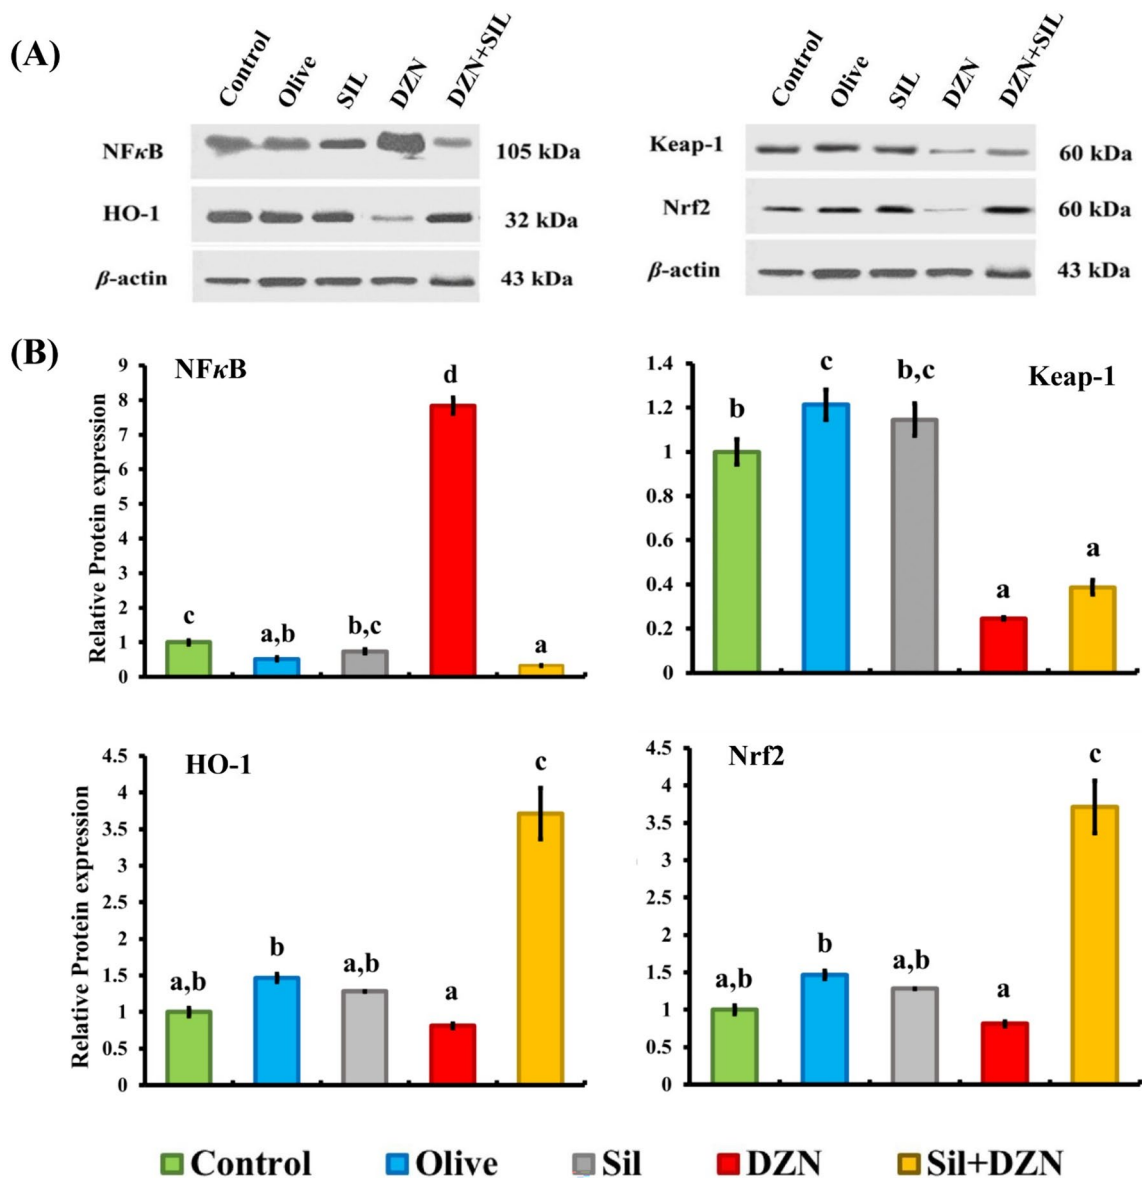 (A)
Control Olive SIL DZN DZN+SIL
NFκB 105 kDa
HO-1 32 kDa
β-actin 43 kDa
Control Olive SIL DZN DZN+SIL
Keap-1 60 kDa
Nrf2 60 kDa
β-actin 43 kDa
(B)
NFκB
Relative Protein expression
9
8
7
6
5
4
3
2
1
0
c a,b b,c d a
Keap-1
1.4
1.2
1
0.8
0.6
0.4
0.2
0
b c b,c a a
HO-1
Relative Protein expression
4.5
4
3.5
3
2.5
2
1.5
1
0.5
0
a,b b a,b a c
Nrf2
4.5
4
3.5
3
2.5
2
1.5
1
0.5
0
a,b b a,b a c
Control Olive Sil DZN Sil+DZN